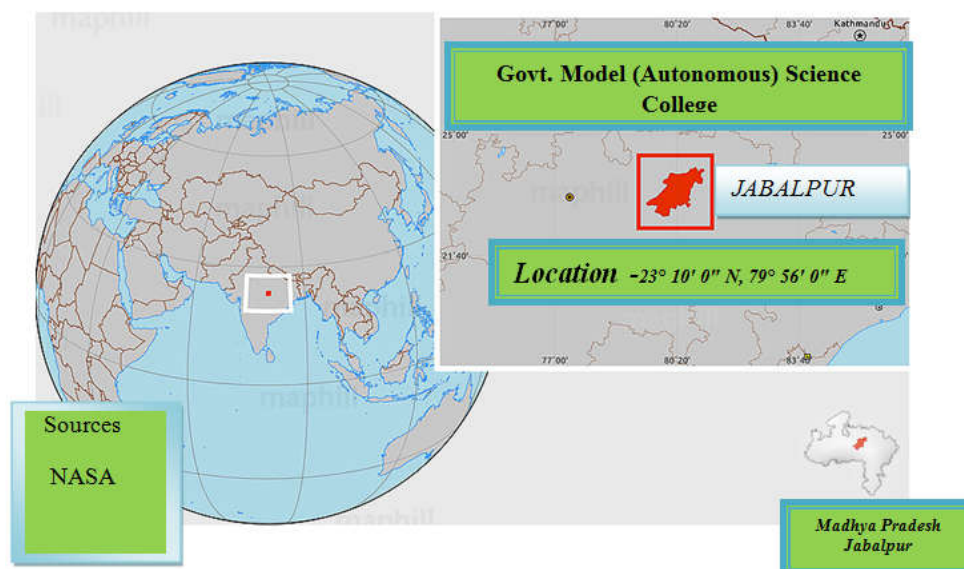 maphill
77°00'
80°20'
83°40'
Kathmandu
Govt. Model (Autonomous) Science
College
25°00
25°00
maphill
maphill
maphill
JABALPUR
21°40'
Location -23° 10' 0" N, 79° 56' 0" E
maphill
77°00'
80°20'
83°40'
maphill
Sources
NASA
maphill
Madhya Pradesh
Jabalpur